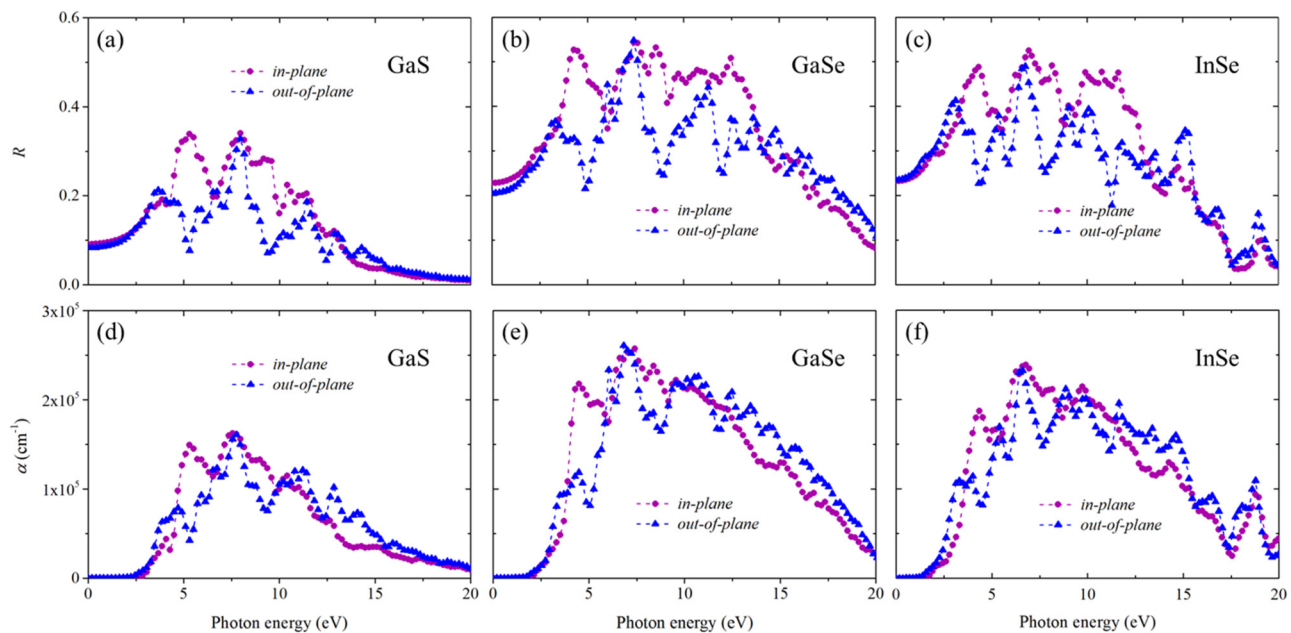 (a) GaS
in-plane
out-of-plane
(b) GaSe
in-plane
out-of-plane
(c) InSe
in-plane
out-of-plane
R
0.6
0.4
0.2
0.0
(d) GaS
in-plane
out-of-plane
(e) GaSe
in-plane
out-of-plane
(f) InSe
in-plane
out-of-plane
α (cm⁻¹)
3x10⁵
2x10⁵
1x10⁵
0
0 5 10 15 20
0 5 10 15 20
0 5 10 15 20
Photon energy (eV)
Photon energy (eV)
Photon energy (eV)